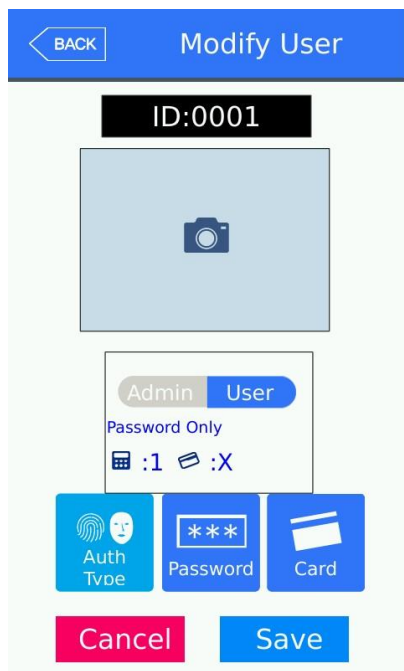 BACK
Modify User
ID:0001
Admin User
Password Only
:1 :X
***
Auth
Type
Password
Card
Cancel
Save